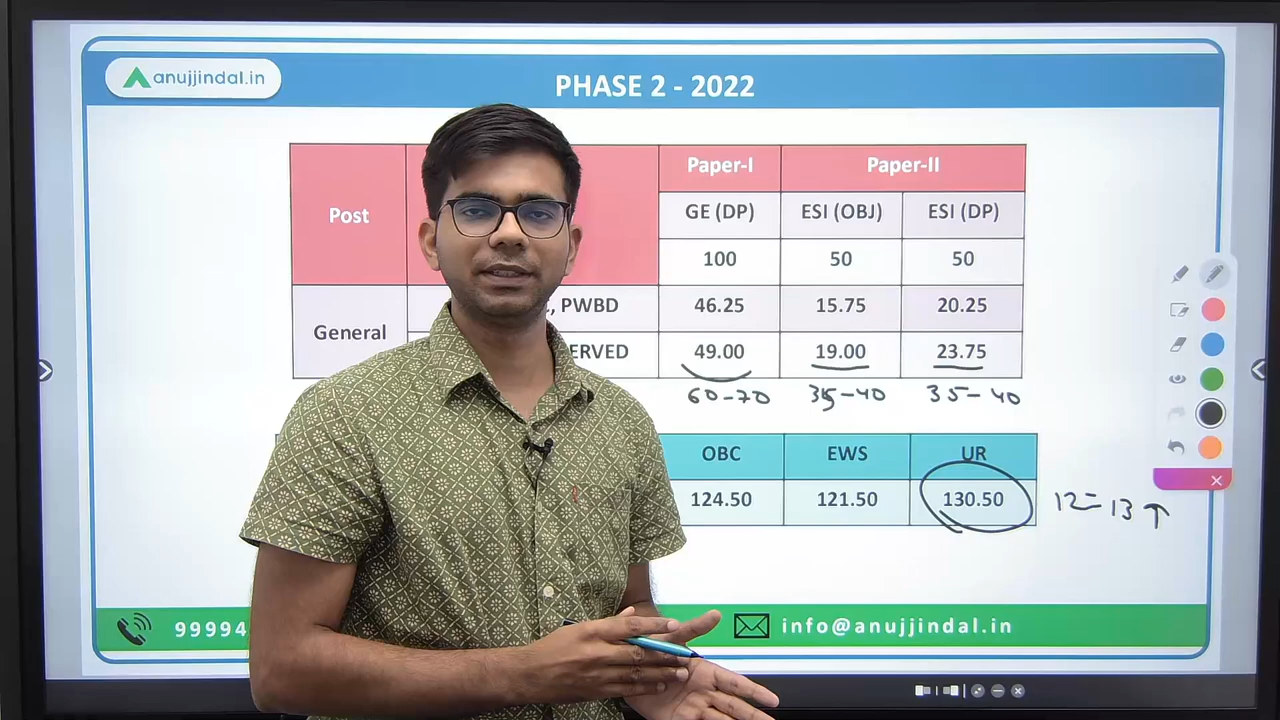 anujjindal.in
PHASE 2 - 2022
Post Paper-I Paper-II
GE (DP) ESI (OBJ) ESI (DP)
100 50 50
General , PWBD 46.25 15.75 20.25
ERVED 49.00 19.00 23.75
60-70 35-40 35-40
OBC EWS UR
124.50 121.50 130.50
12= 13 ↑
99994
info@anujjindal.in